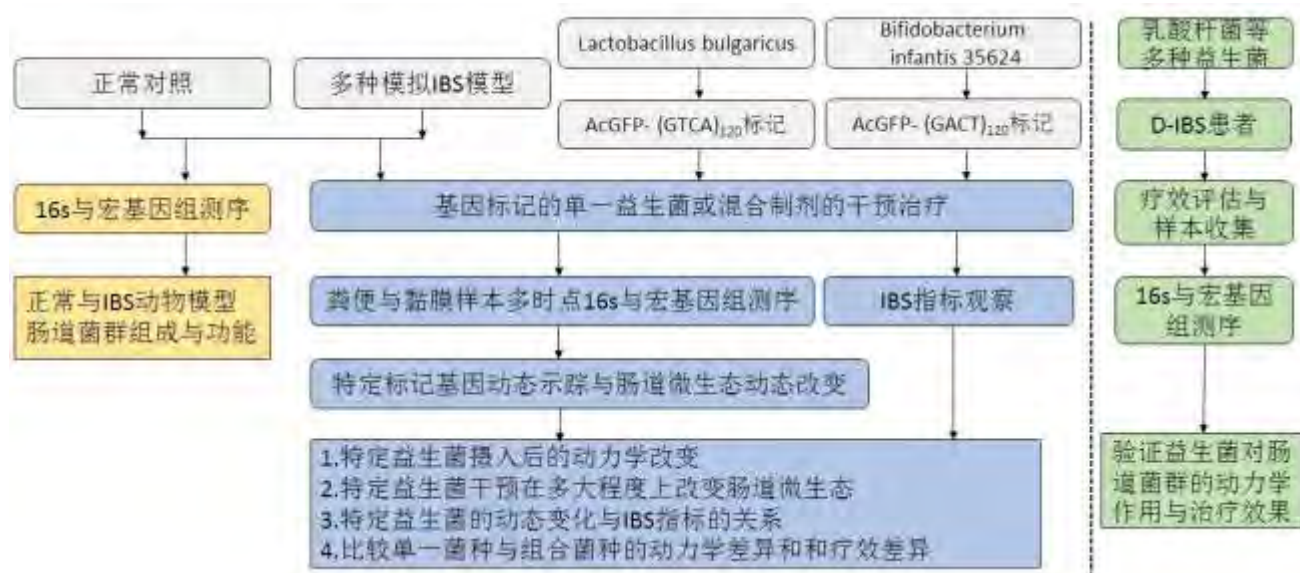 正常对照
多种模拟IBS模型
Lactobacillus bulgaricus
Bifidobacterium
infantis 35624
AcGFP- (GTCA)₁₂₀标记
AcGFP- (GACT)₁₂₀标记
16s与宏基因组测序
正常与IBS动物模型
肠道菌群组成与功能
基因标记的单一益生菌或混合制剂的干预治疗
粪便与黏膜样本多时点16s与宏基因组测序
IBS指标观察
特定标记基因动态示踪与肠道微生态动态改变
1.特定益生菌摄入后的动力学改变
2.特定益生菌干预在多大程度上改变肠道微生态
3.特定益生菌的动态变化与IBS指标的关系
4.比较单一菌种与组合菌种的动力学差异和和疗效差异
乳酸杆菌等
多种益生菌
D-IBS患者
疗效评估与
样本收集
16s与宏基因
组测序
验证益生菌对肠
道菌群的动力学
作用与治疗效果